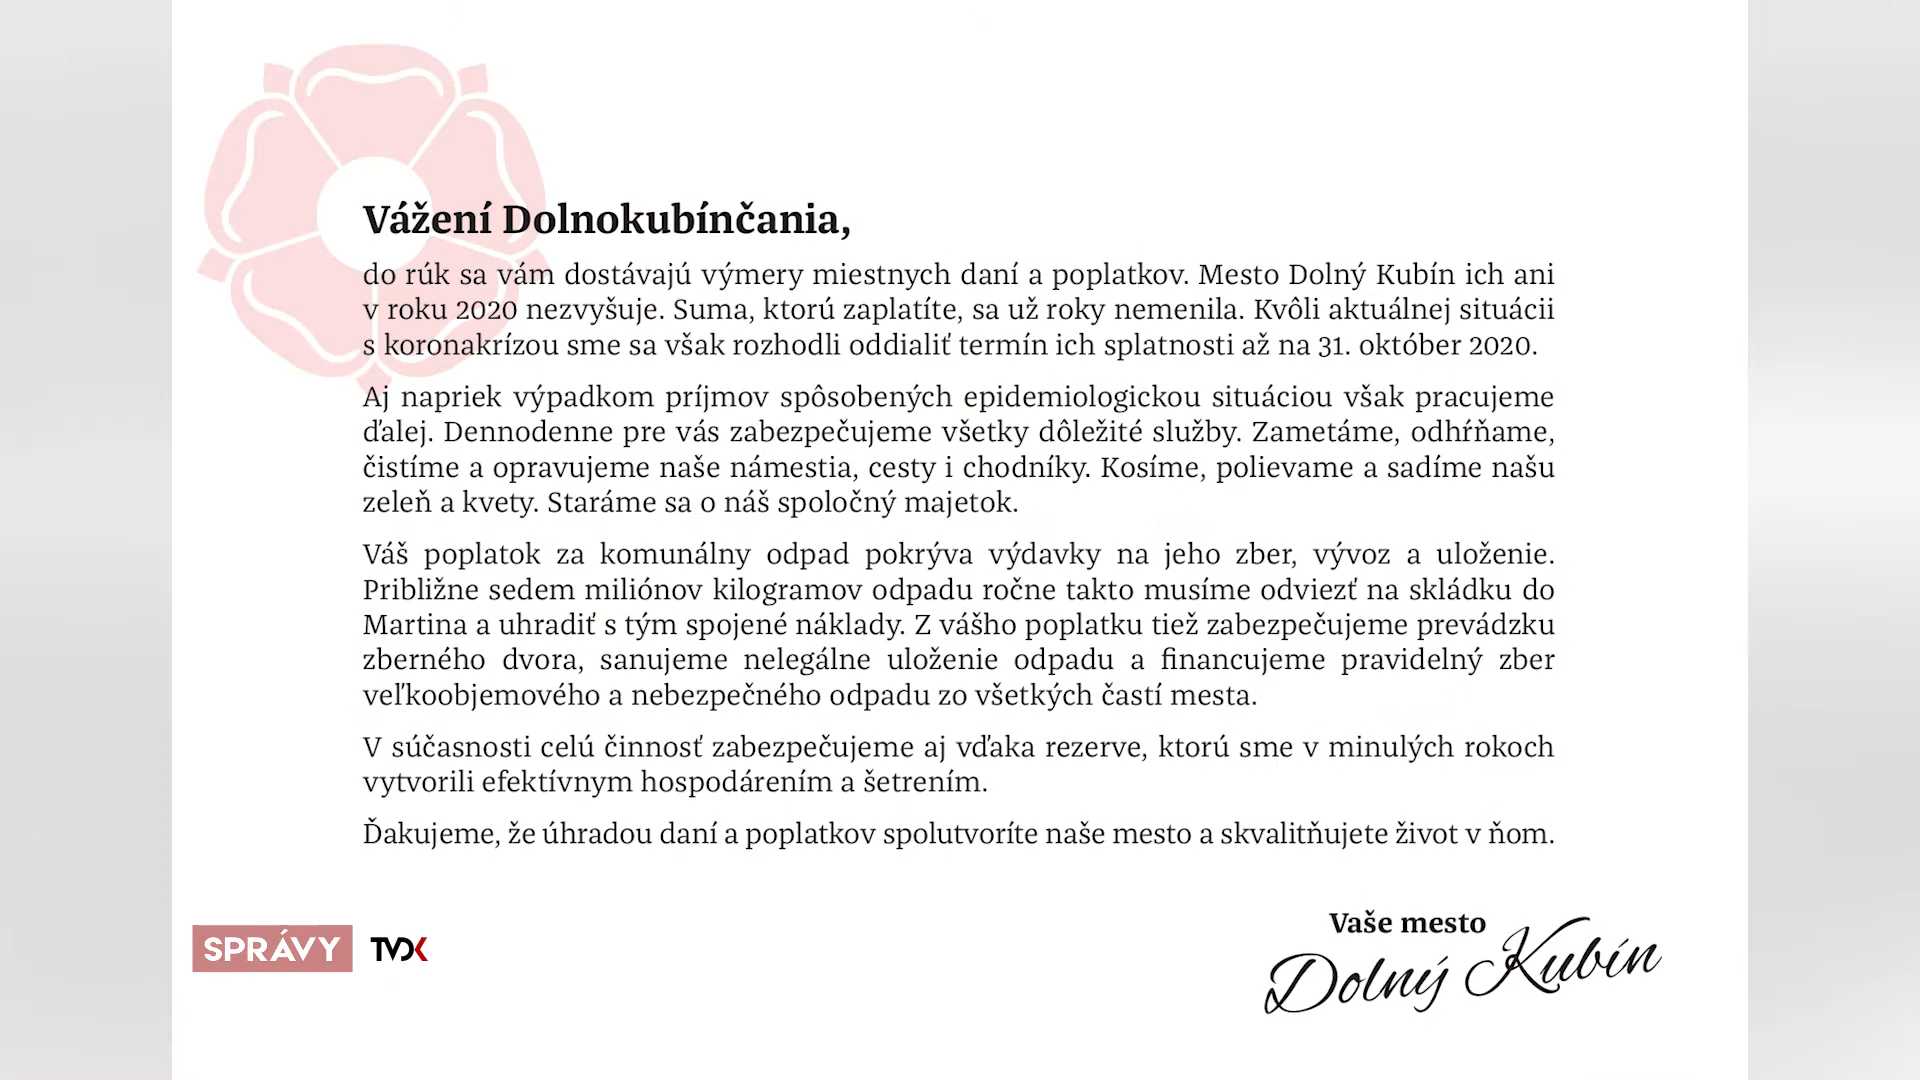 Vážení Dolnokubínčania,
do rúk sa vám dostávajú výmery miestnych daní a poplatkov. Mesto Dolný Kubín ich ani
v roku 2020 nezvyšuje. Suma, ktorú zaplatíte, sa už roky nemenila. Kvôli aktuálnej situácii
s koronakrízou sme sa však rozhodli oddialiť termín ich splatnosti až na 31. október 2020.
Aj napriek výpadkom príjmov spôsobených epidemiologickou situáciou však pracujeme
ďalej. Dennodenne pre vás zabezpečujeme všetky dôležité služby. Zametáme, odhŕňame,
čistíme a opravujeme naše námestia, cesty i chodníky. Kosíme, polievame a sadíme našu
zeleň a kvety. Staráme sa o náš spoločný majetok.
Váš poplatok za komunálny odpad pokrýva výdavky na jeho zber, vývoz a uloženie.
Približne sedem miliónov kilogramov odpadu ročne takto musíme odviezť na skládku do
Martina a uhradiť s tým spojené náklady. Z vášho poplatku tiež zabezpečujeme prevádzku
zberného dvora, sanujeme nelegálne uloženie odpadu a financujeme pravidelný zber
veľkoobjemového a nebezpečného odpadu zo všetkých častí mesta.
V súčasnosti celú činnosť zabezpečujeme aj vďaka rezerve, ktorú sme v minulých rokoch
vytvorili efektívnym hospodárením a šetrením.
Ďakujeme, že úhradou daní a poplatkov spolutvoríte naše mesto a skvalitňujete život v ňom.
Vaše mesto
Dolný Kubín
SPRÁVY TVDK